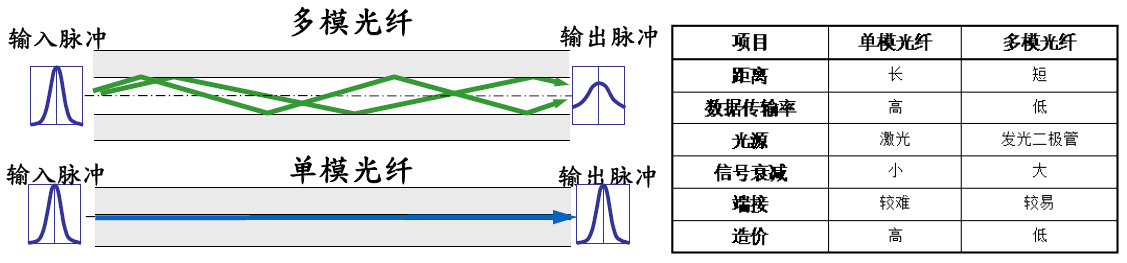 多模光纤
输入脉冲
输出脉冲
单模光纤
输入脉冲
输出脉冲
项目 单模光纤 多模光纤
距离 长 短
数据传输率 高 低
光源 激光 发光二极管
信号衰减 小 大
端接 较难 较易
造价 高 低